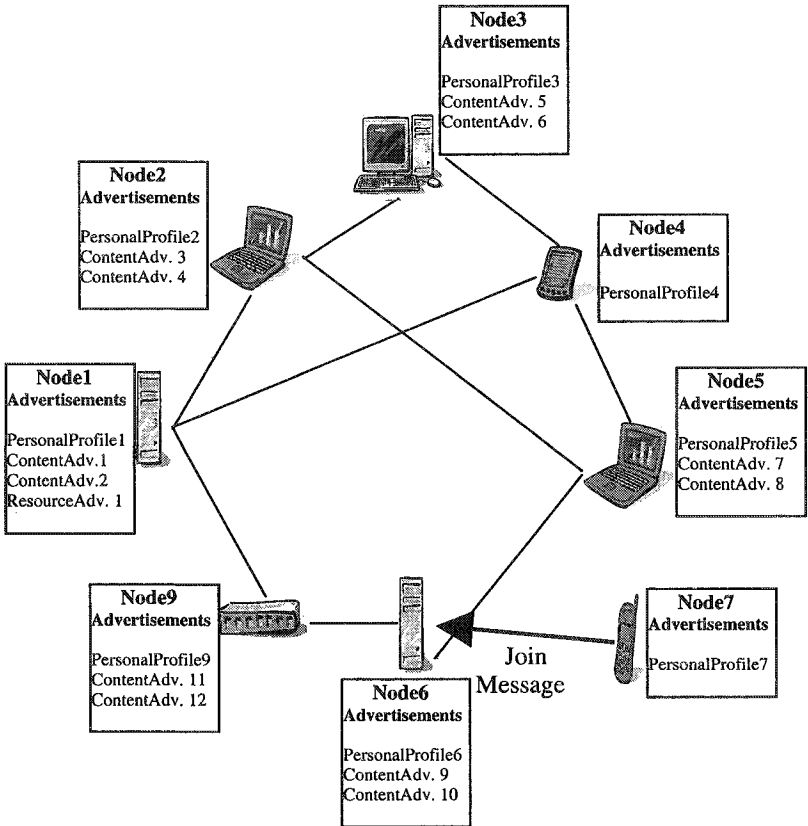 Node3
Advertisements
PersonalProfile3
ContentAdv. 5
ContentAdv. 6
Node2
Advertisements
PersonalProfile2
ContentAdv. 3
ContentAdv. 4
Node4
Advertisements
PersonalProfile4
Node1
Advertisements
PersonalProfile1
ContentAdv.1
ContentAdv.2
ResourceAdv. 1
Node5
Advertisements
PersonalProfile5
ContentAdv. 7
ContentAdv. 8
Node9
Advertisements
PersonalProfile9
ContentAdv. 11
ContentAdv. 12
Node7
Advertisements
PersonalProfile7
Join
Message
Node6
Advertisements
PersonalProfile6
ContentAdv. 9
ContentAdv. 10